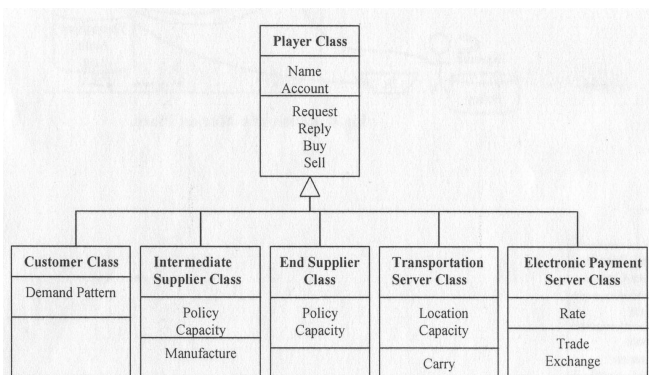 Player Class
Name
Account
Request
Reply
Buy
Sell
Customer Class
Demand Pattern
Intermediate
Supplier Class
Policy
Capacity
Manufacture
End Supplier
Class
Policy
Capacity
Transportation
Server Class
Location
Capacity
Carry
Electronic Payment
Server Class
Rate
Trade
Exchange